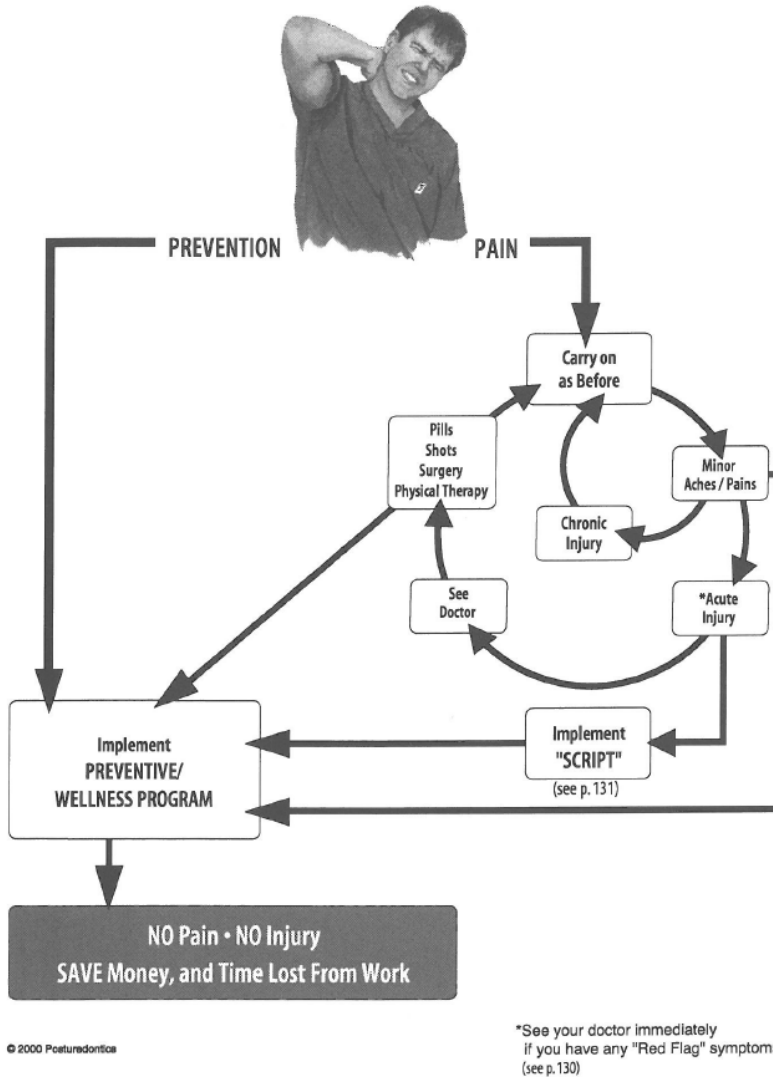 PREVENTION
PAIN
Carry on
as Before
Pills
Shots
Surgery
Physical Therapy
Minor
Aches / Pains
Chronic
Injury
See
Doctor
*Acute
Injury
Implement
PREVENTIVE/
WELLNESS PROGRAM
Implement
"SCRIPT"
(see p. 131)
NO Pain • NO Injury
SAVE Money, and Time Lost From Work
© 2000 Posturedontics
*See your doctor immediately
if you have any "Red Flag" symptom
(see p. 130)